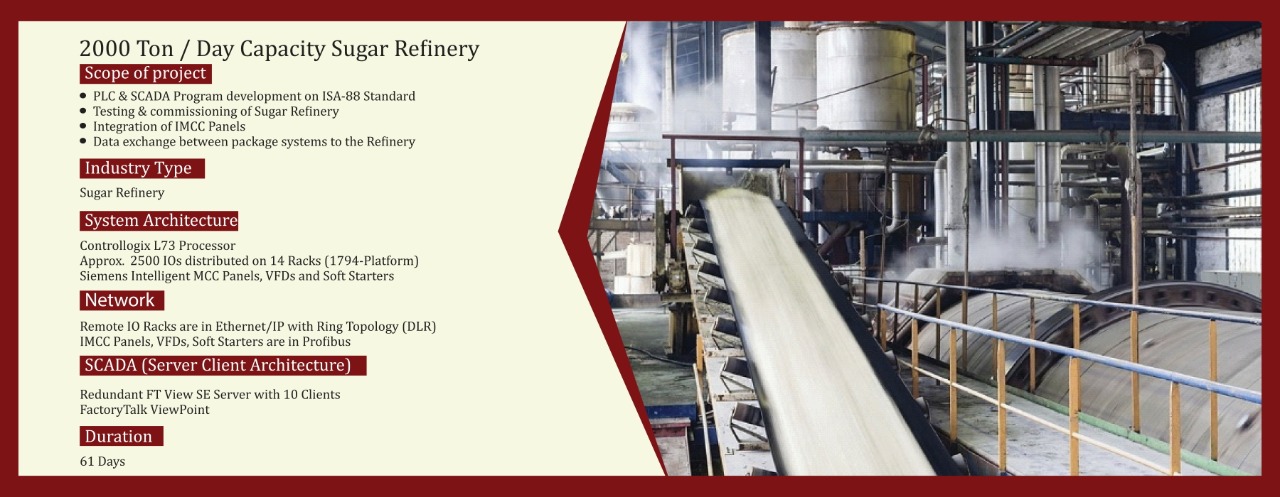 2000 Ton / Day Capacity Sugar Refinery
Scope of project
• PLC & SCADA Program development on ISA-88 Standard
• Testing & commissioning of Sugar Refinery
• Integration of IMCC Panels
• Data exchange between package systems to the Refinery
Industry Type
Sugar Refinery
System Architecture
Controllogix L73 Processor
Approx. 2500 IOs distributed on 14 Racks (1794-Platform)
Siemens Intelligent MCC Panels, VFDs and Soft Starters
Network
Remote IO Racks are in Ethernet/IP with Ring Topology (DLR)
IMCC Panels, VFDs, Soft Starters are in Profibus
SCADA (Server Client Architecture)
Redundant FT View SE Server with 10 Clients
FactoryTalk ViewPoint
Duration
61 Days